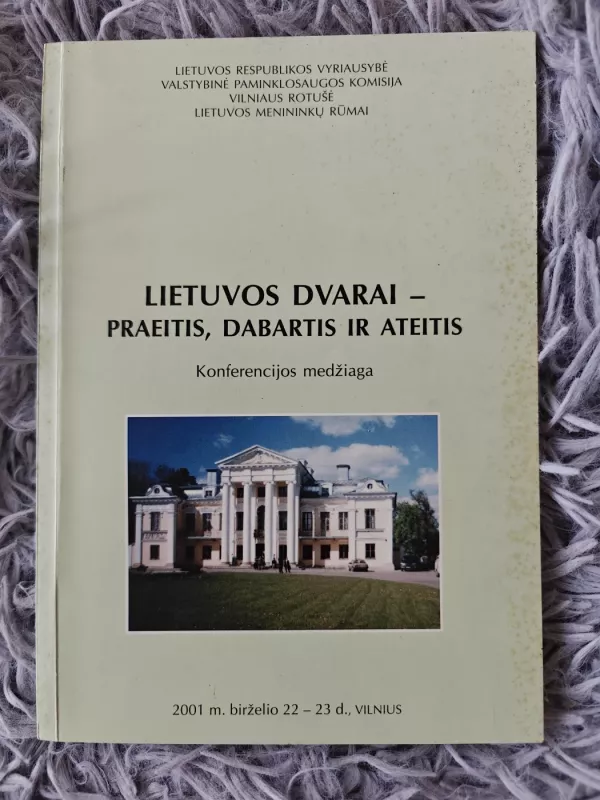 LIETUVOS RESPUBLIKOS VYRIAUSYBĖ
VALSTYBINĖ PAMINKLOSAUGOS KOMISIJA
VILNIAUS ROTUŠĖ
LIETUVOS MENININKŲ RŪMAI
LIETUVOS DVARAI –
PRAEITIS, DABARTIS IR ATEITIS
Konferencijos medžiaga
2001 m. birželio 22 – 23 d., VILNIUS